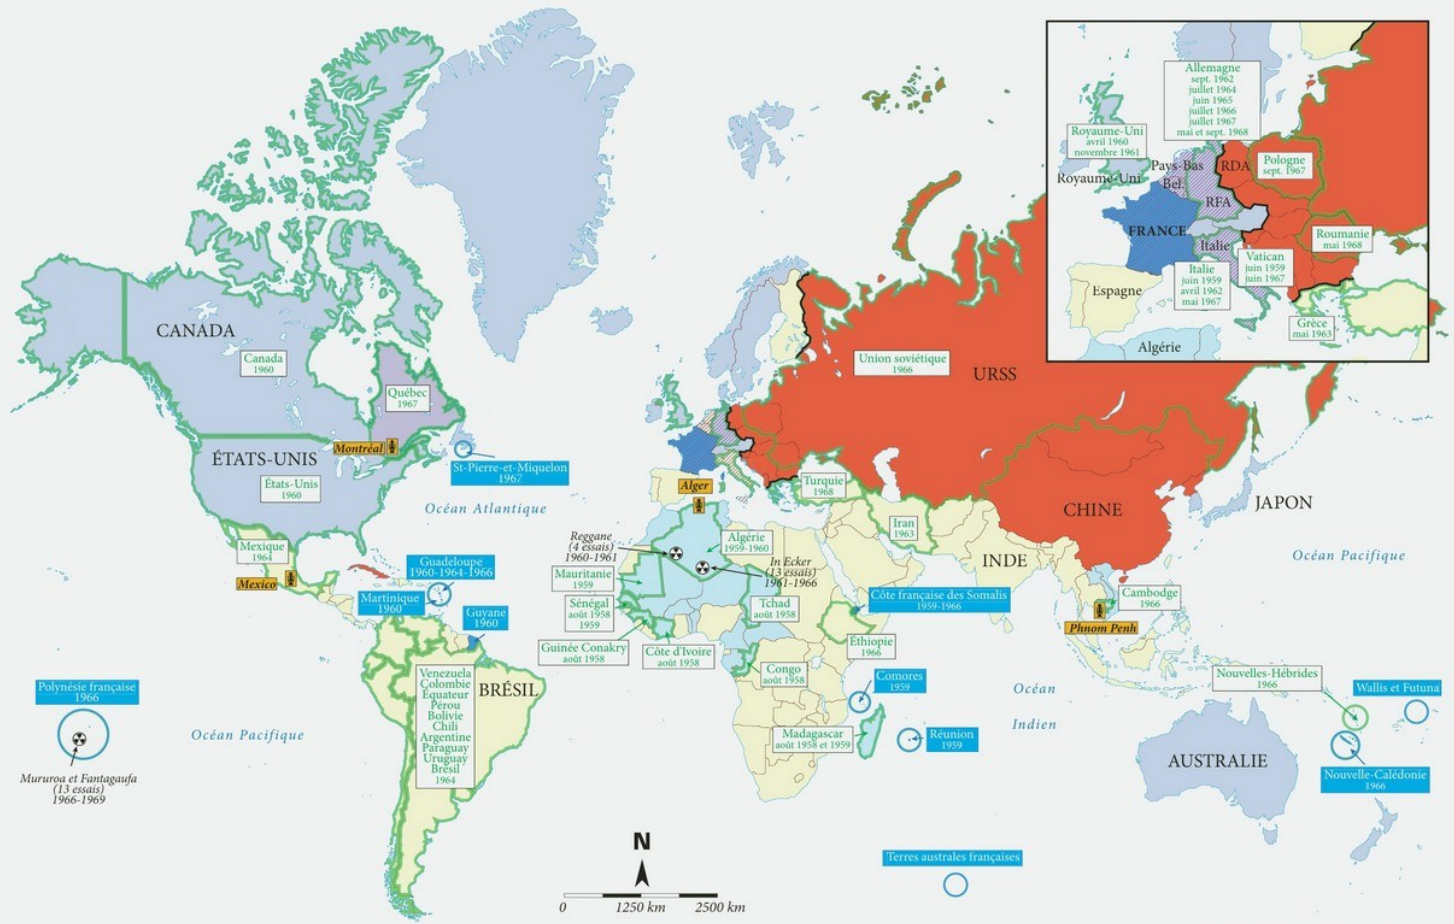 CANADA
Canada
1960
Québec
1967
Montréal
ÉTATS-UNIS
États-Unis
1960
St-Pierre-et-Miquelon
1967
Océan Atlantique
Mexique
1964
Mexico
Guadeloupe
1960-1964-1966
Martinique
1960
Guyane
1960
Venezuela
Colombie
Équateur
Pérou
Bolivie
Chili
Argentine
Paraguay
Uruguay
Brésil
1964
BRÉSIL
Polynésie française
1966
Mururoa et Fantagaufa
(13 essais)
1966-1969
Océan Pacifique
Alger
Reggane
(4 essais)
1960-1961
Algérie
1959-1960
In Ecker
(13 essais)
1961-1966
Mauritanie
1959
Sénégal
août 1958
1959
Guinée Conakry
août 1958
Côte d'Ivoire
août 1958
Tchad
août 1958
Congo
août 1958
Madagascar
août 1958 et 1959
Éthiopie
1966
Côte française des Somalis
1959-1966
Comores
1959
Réunion
1959
Turquie
1968
Iran
1963
Union soviétique
1966
URSS
CHINE
INDE
JAPON
Océan Pacifique
Cambodge
1966
Phnom Penh
Océan
Indien
Nouvelles-Hébrides
1966
Wallis et Futuna
AUSTRALIE
Nouvelle-Calédonie
1966
Terres australes françaises
N
0
1250 km
2500 km
Allemagne
sept. 1962
juillet 1964
juin 1965
juillet 1966
juillet 1967
mai et sept. 1968
Royaume-Uni
avril 1960
novembre 1961
Royaume-Uni
Pays-Bas
Bel.
RDA
RFA
Pologne
sept. 1967
FRANCE
Italie
Italie
juin 1959
avril 1962
mai 1967
Vatican
juin 1959
juin 1967
Roumanie
mai 1968
Espagne
Grèce
mai 1963
Algérie